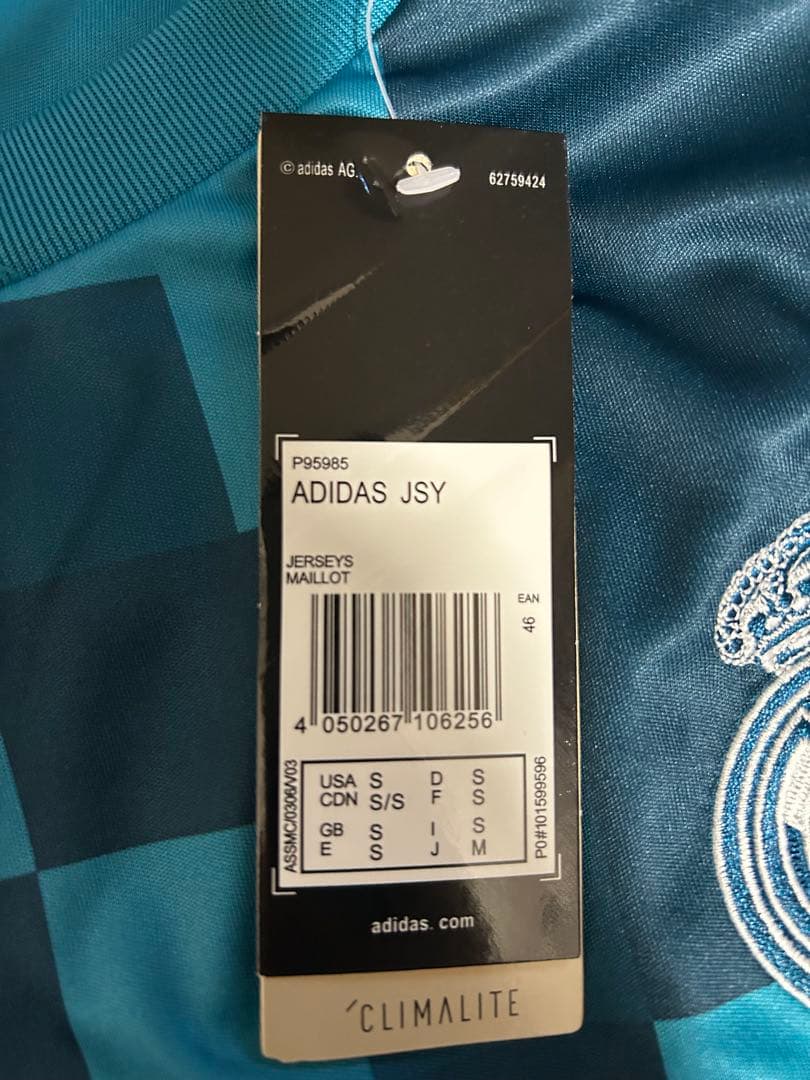 © adidas AG.
62759424
P95985
ADIDAS JSY
JERSEYS
MAILLOT
EAN
46
4 050267 106256
ASSMC/0306/V03
USA S D S
CDN S/S F S
GB S I S
E S J M
PO#101599596
adidas. com
CLIMALITE